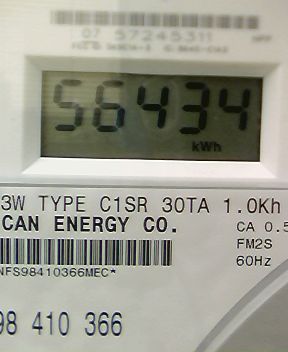 07 57245311
56434
kWh
3W TYPE C1SR 30TA 1.0Kh
CAN ENERGY CO.
CA 0.5
FM2S
60Hz
NFS98410366MEC*
98 410 366